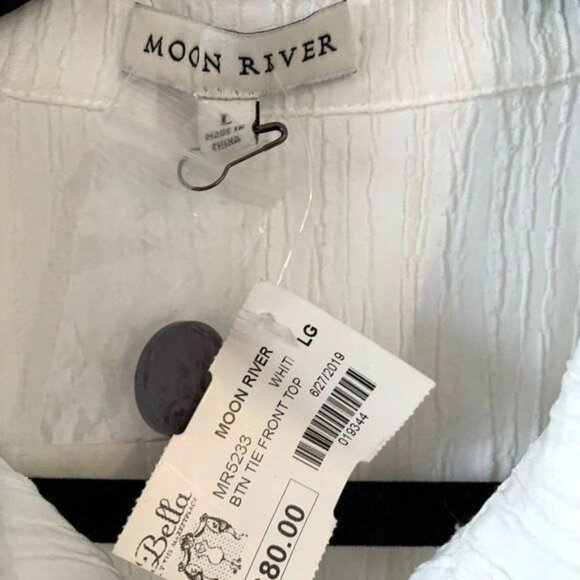 MOON RIVER
L
MADE IN
CHINA
MOON RIVER
WHIT LG
MR5233
BTN TIE FRONT TOP
6/27/2019
019344
80.00
Bella